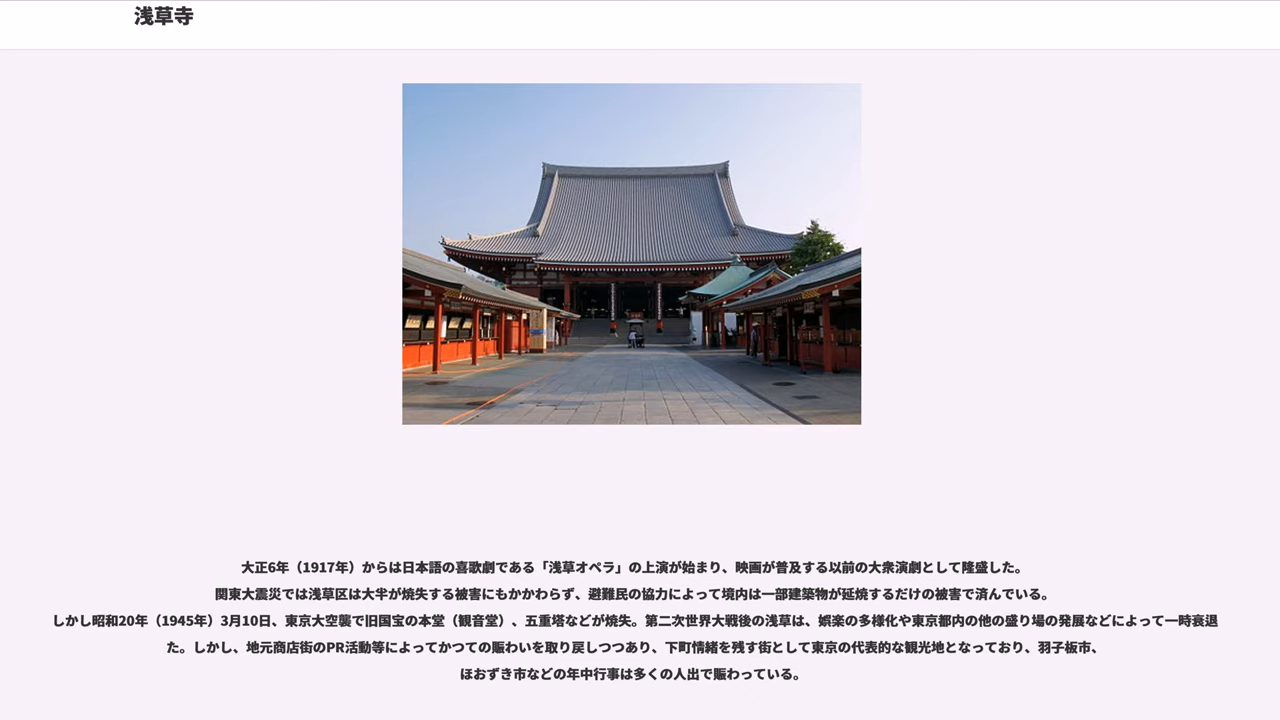 浅草寺
大正6年（1917年）からは日本語の喜歌劇である「浅草オペラ」の上演が始まり、映画が普及する以前の大衆演劇として隆盛した。
関東大震災では浅草区は大半が焼失する被害にもかかわらず、避難民の協力によって境内は一部建築物が延焼するだけの被害で済んでいる。
しかし昭和20年（1945年）3月10日、東京大空襲で旧国宝の本堂（観音堂）、五重塔などが焼失。第二次世界大戦後の浅草は、娯楽の多様化や東京都内の他の盛り場の発展などによって一時衰退
た。しかし、地元商店街のPR活動等によってかつての賑わいを取り戻しつつあり、下町情緒を残す街として東京の代表的な観光地となっており、羽子板市、
ほおずき市などの年中行事は多くの人出で賑わっている。